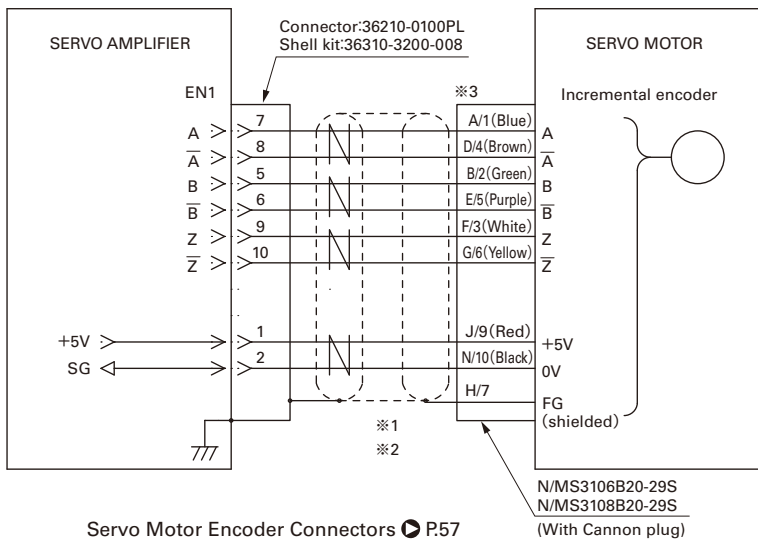 Connector:36210-0100PL
Shell kit:36310-3200-008
SERVO AMPLIFIER
SERVO MOTOR
EN1
※3
Incremental encoder
A 7 A/1(Blue) A
A̅ 8 D/4(Brown) A̅
B 5 B/2(Green) B
B̅ 6 E/5(Purple) B̅
Z 9 F/3(White) Z
Z̅ 10 G/6(Yellow) Z̅
+5V 1 J/9(Red) +5V
SG 2 N/10(Black) 0V
H/7 FG
(shielded)
※1
※2
N/MS3106B20-29S
N/MS3108B20-29S
(With Cannon plug)
Servo Motor Encoder Connectors P.57